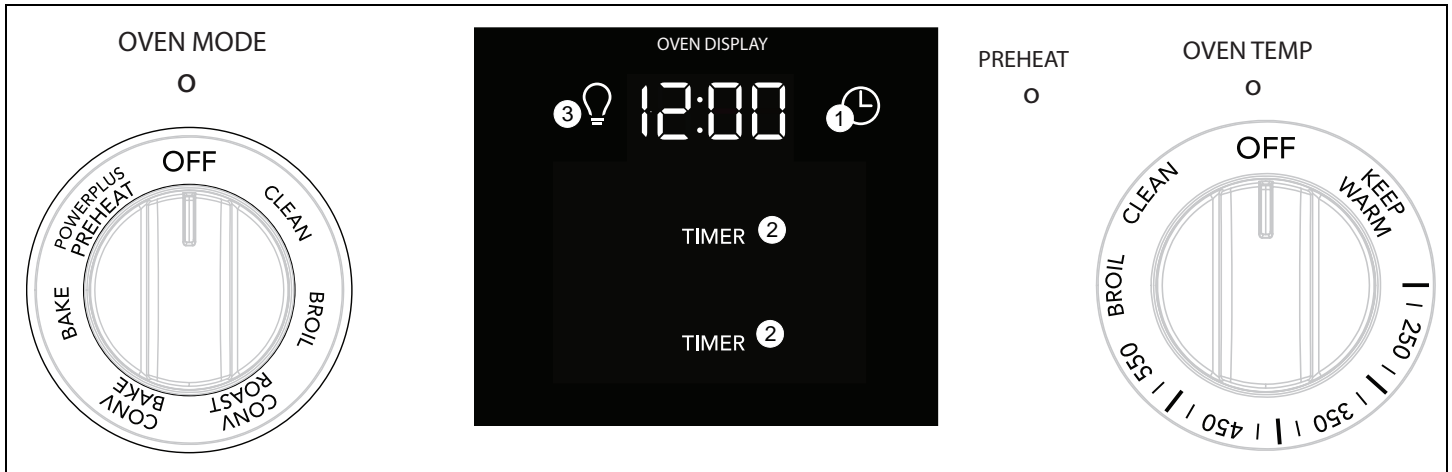 OVEN MODE
OFF
CLEAN
BROIL
CONV
ROAST
CONV
BAKE
BAKE
POWERPLUS
PREHEAT
OVEN DISPLAY
3
12:00
1
TIMER 2
TIMER 2
PREHEAT
OVEN TEMP
OFF
KEEP
WARM
250
350
450
550
BROIL
CLEAN